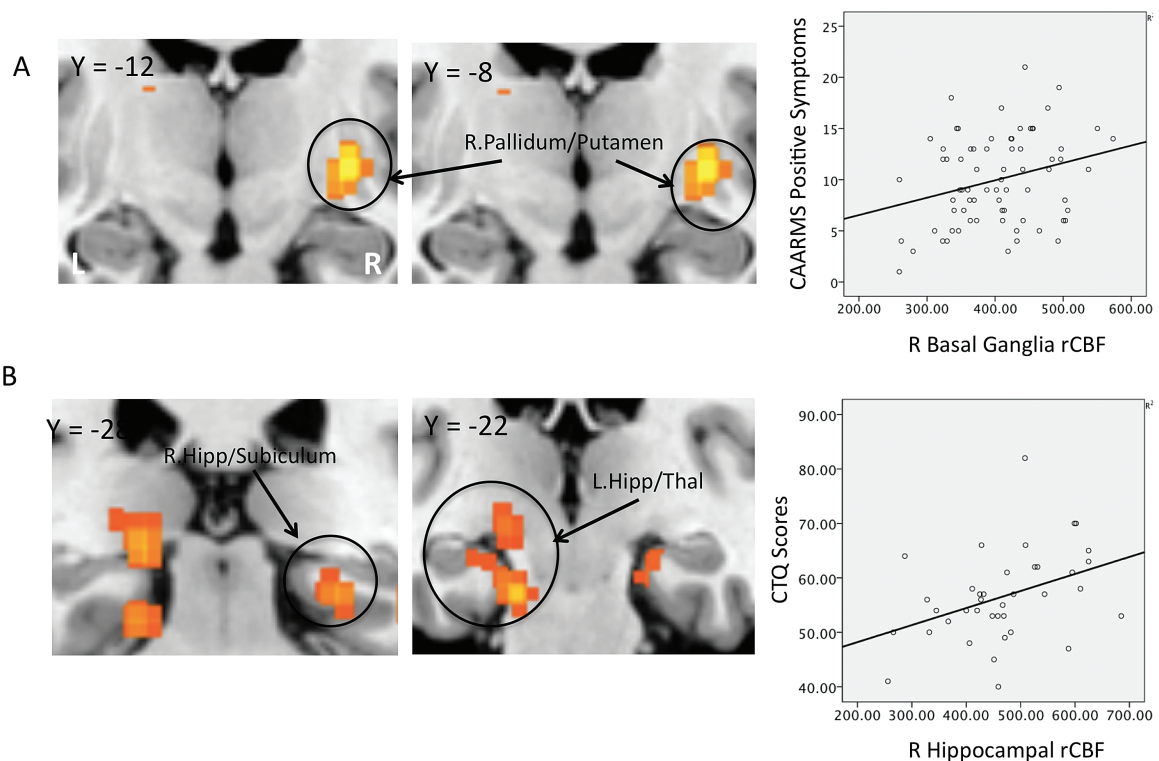 A
Y = -12
Y = -8
R.Pallidum/Putamen
L
R
CAARMS Positive Symptoms
25
20
15
10
5
0
200.00 300.00 400.00 500.00 600.00
R Basal Ganglia rCBF
R²
B
Y = -28
R.Hipp/Subiculum
Y = -22
L.Hipp/Thal
CTQ Scores
90.00
80.00
70.00
60.00
50.00
40.00
200.00 300.00 400.00 500.00 600.00 700.00
R Hippocampal rCBF
R²